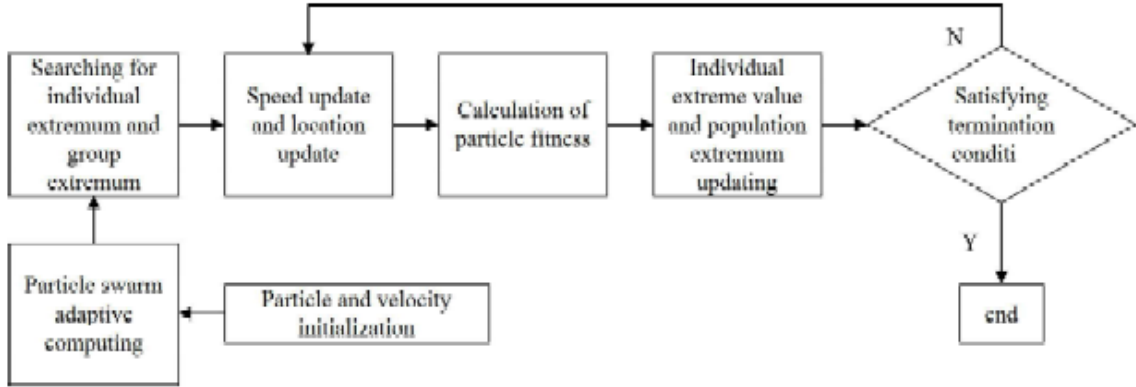 N
Searching for
individual
extremum and
group
extremum
Speed update
and location
update
Calculation of
particle fitness
Individual
extreme value
and population
extremum
updating
Satisfying
termination
conditi
Y
Particle swarm
adaptive
computing
Particle and velocity
initialization
end